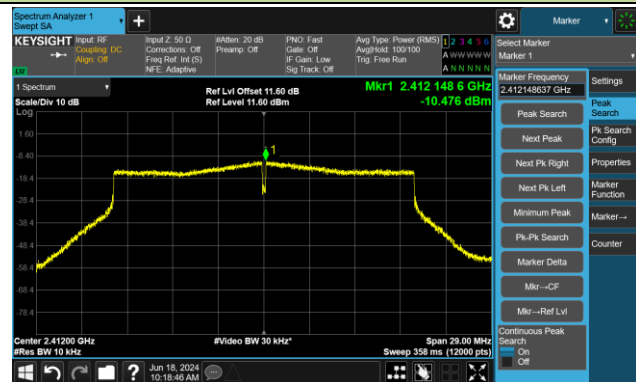 Spectrum Analyzer 1
Swept SA
+
Marker
KEYSIGHT
Input: RF
Coupling: DC
Align: Off
Input Z: 50 Ω
Corrections: Off
Freq Ref: Int (S)
NFE: Adaptive
#Atten: 20 dB
Preamp: Off
PNO: Fast
Gate: Off
IF Gain: Low
Sig Track: Off
Avg Type: Power (RMS)
Avg|Hold: 100/100
Trig: Free Run
1 2 3 4 5 6
A W W W W W
A N N N N N
LW
Select Marker
Marker 1
1 Spectrum
Scale/Div 10 dB
Log
Ref Lvl Offset 11.60 dB
Ref Level 11.60 dBm
Mkr1 2.412 148 6 GHz
-10.476 dBm
1.60
-8.40
-18.4
-28.4
-38.4
-48.4
-58.4
-68.4
-78.4
1
Center 2.41200 GHz
#Res BW 10 kHz
#Video BW 30 kHz*
Span 29.00 MHz
Sweep 358 ms (12000 pts)
Marker Frequency
2.412148637 GHz
Peak Search
Next Peak
Next Pk Right
Next Pk Left
Minimum Peak
Pk-Pk Search
Marker Delta
Mkr→CF
Mkr→Ref Lvl
Continuous Peak
Search
On
Off
Settings
Peak
Search
Pk Search
Config
Properties
Marker
Function
Marker→
Counter
?
Jun 18, 2024
10:18:46 AM